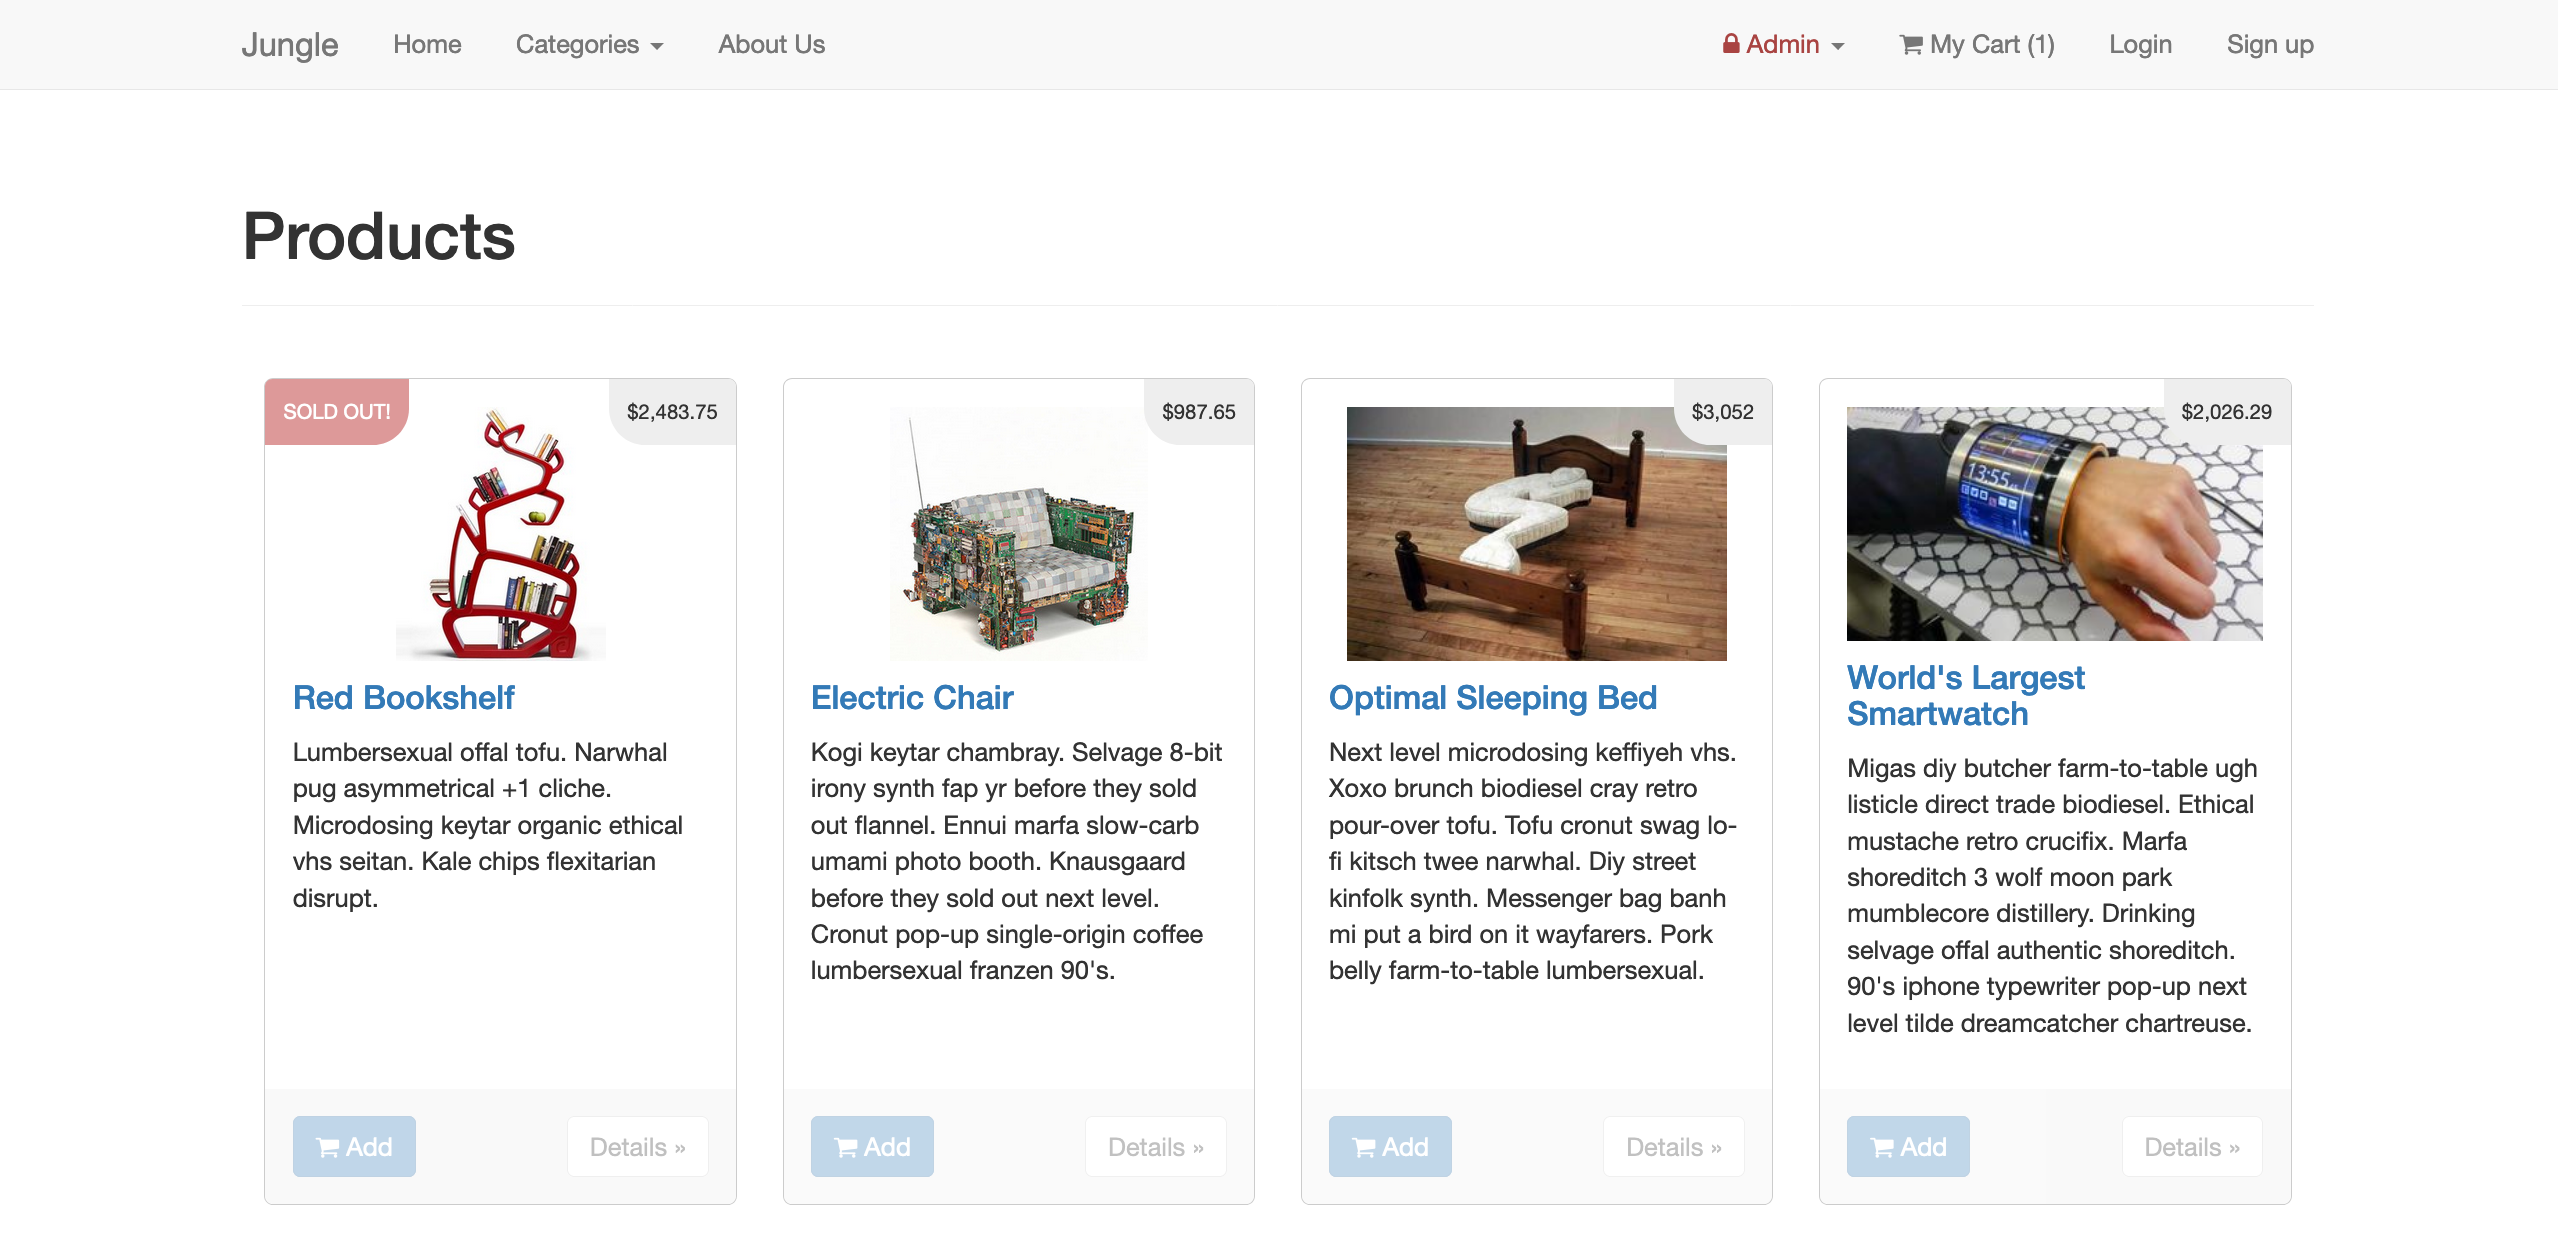 Jungle Home Categories About Us Admin My Cart (1) Login Sign up
Products
SOLD OUT! $2,483.75
Red Bookshelf
Lumbersexual offal tofu. Narwhal
pug asymmetrical +1 cliche.
Microdosing keytar organic ethical
vhs seitan. Kale chips flexitarian
disrupt.
Add Details »
$987.65
Electric Chair
Kogi keytar chambray. Selvage 8-bit
irony synth fap yr before they sold
out flannel. Ennui marfa slow-carb
umami photo booth. Knausgaard
before they sold out next level.
Cronut pop-up single-origin coffee
lumbersexual franzen 90's.
Add Details »
$3,052
Optimal Sleeping Bed
Next level microdosing keffiyeh vhs.
Xoxo brunch biodiesel cray retro
pour-over tofu. Tofu cronut swag lo-
fi kitsch twee narwhal. Diy street
kinfolk synth. Messenger bag banh
mi put a bird on it wayfarers. Pork
belly farm-to-table lumbersexual.
Add Details »
$2,026.29
13:55
World's Largest
Smartwatch
Migas diy butcher farm-to-table ugh
listicle direct trade biodiesel. Ethical
mustache retro crucifix. Marfa
shoreditch 3 wolf moon park
mumblecore distillery. Drinking
selvage offal authentic shoreditch.
90's iphone typewriter pop-up next
level tilde dreamcatcher chartreuse.
Add Details »